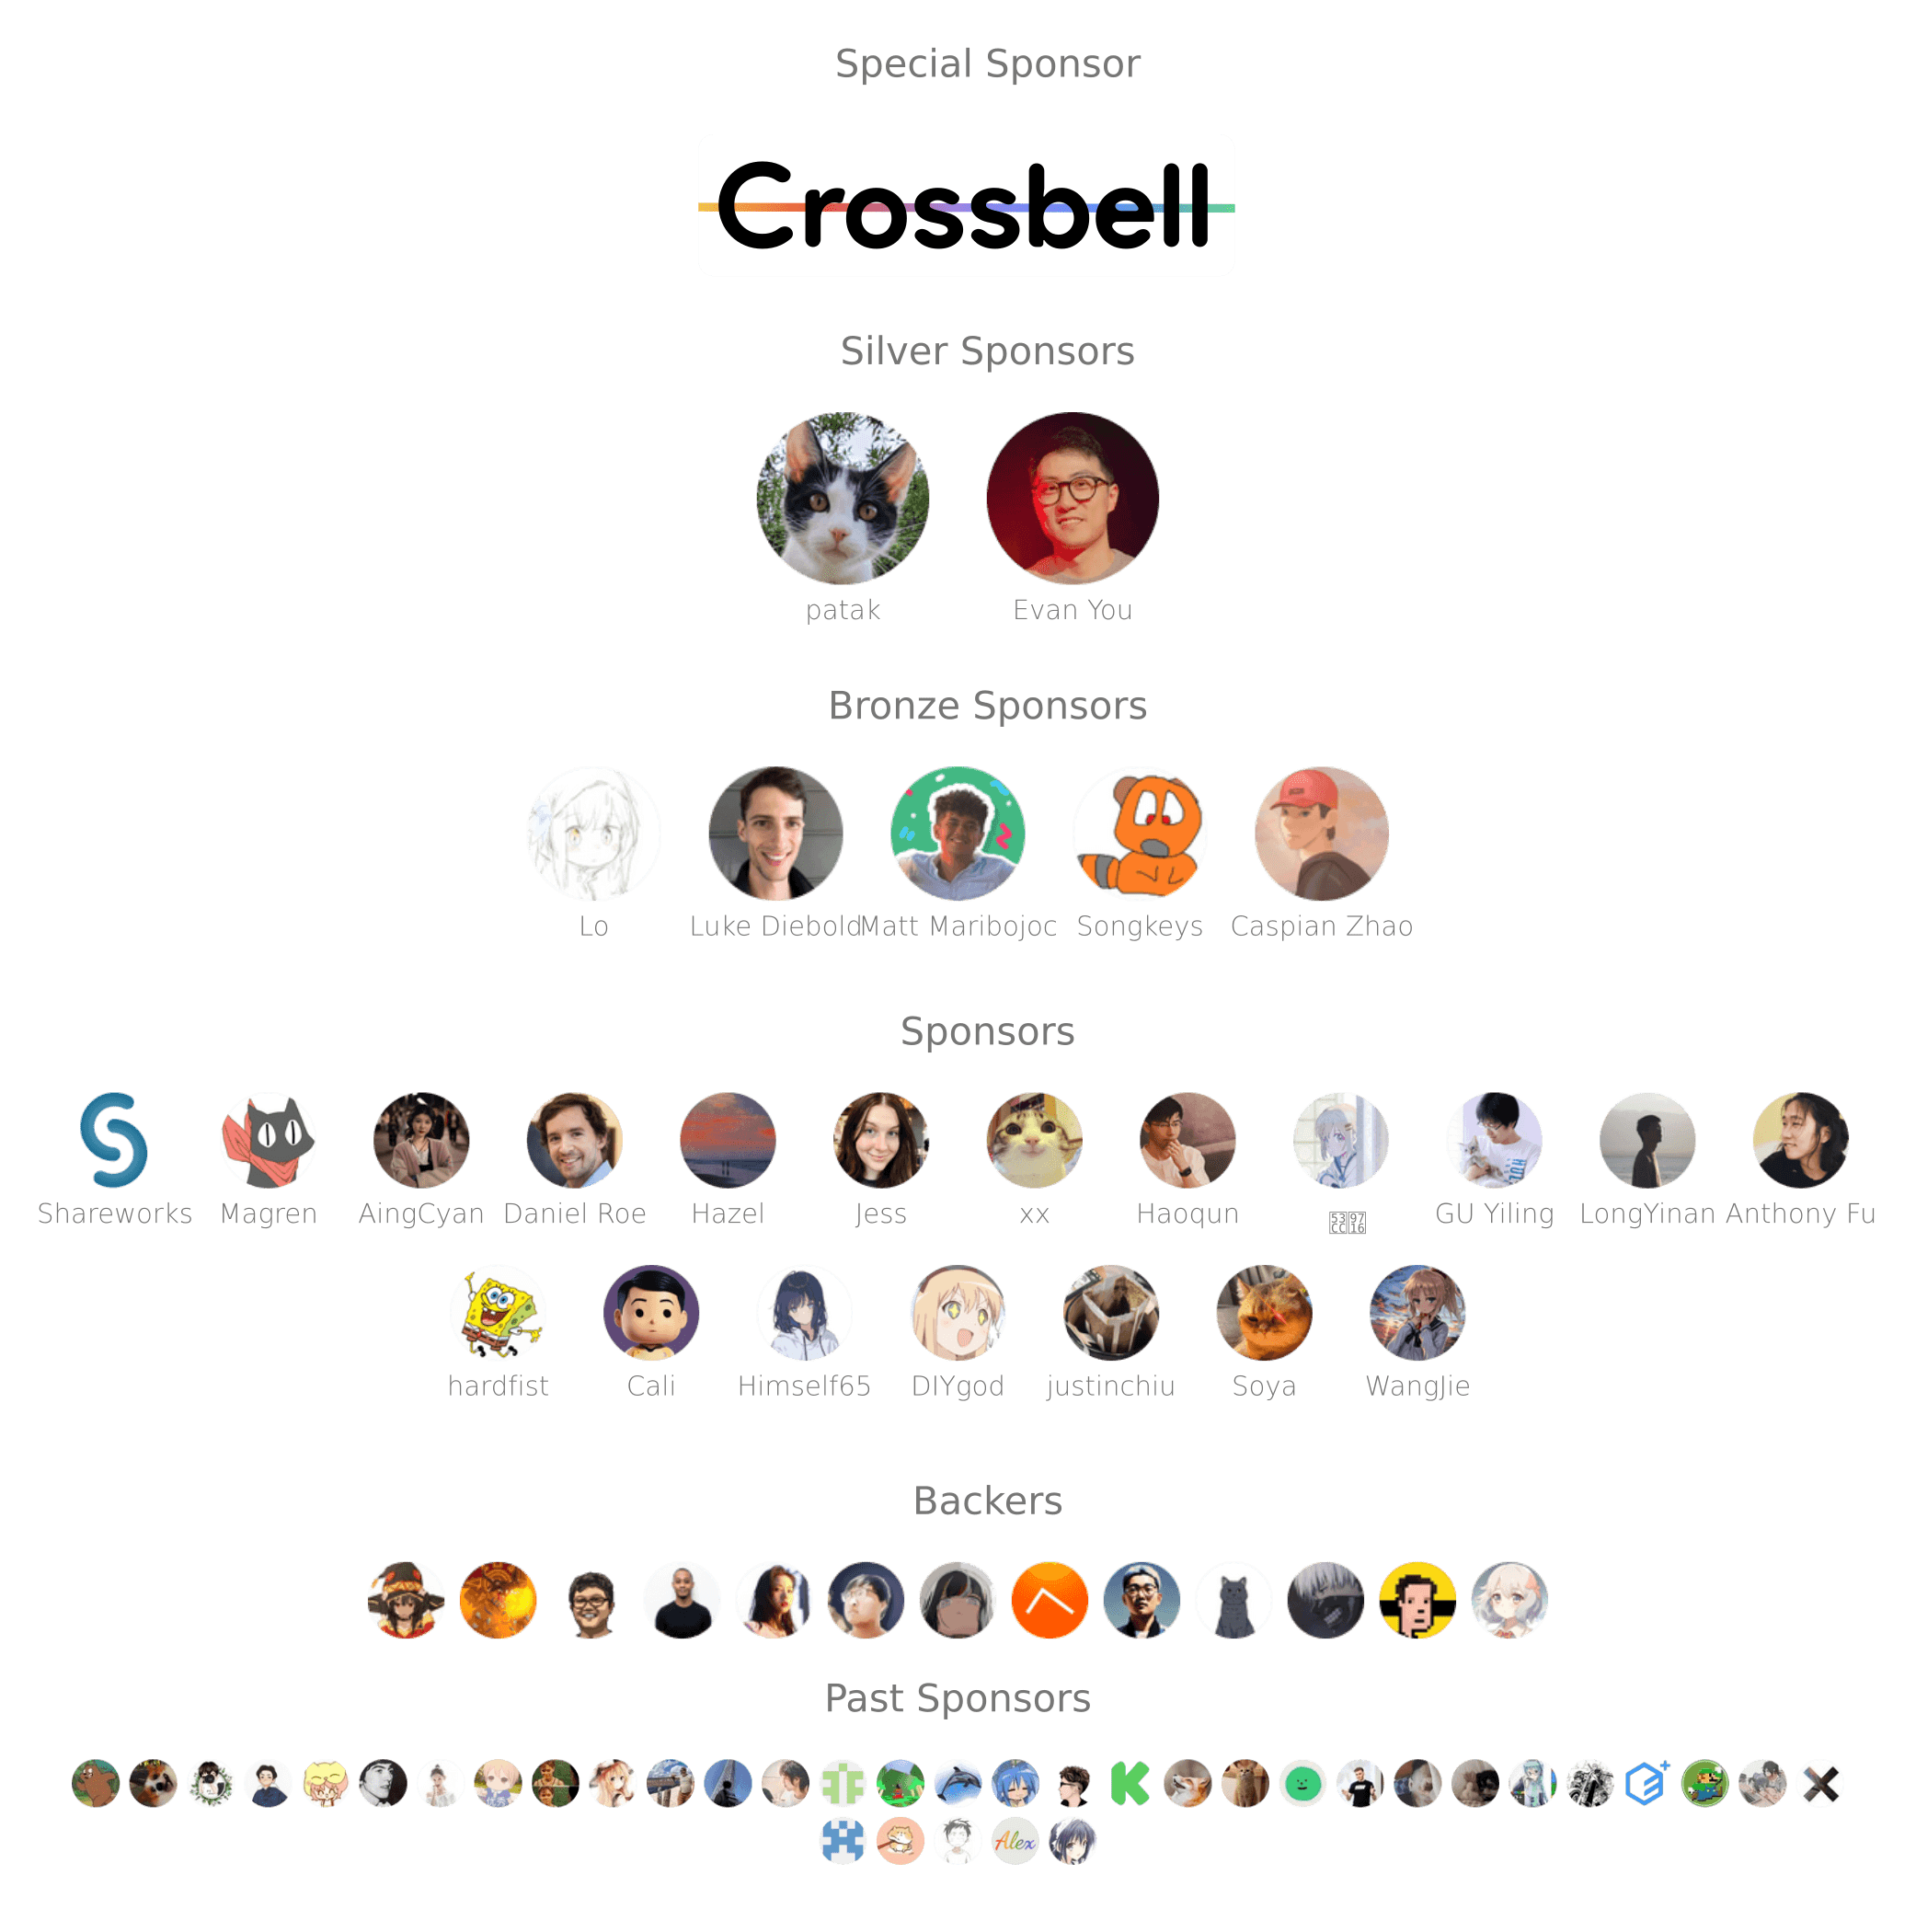 Special Sponsor
Crossbell
Silver Sponsors
patak Evan You
Bronze Sponsors
Lo Luke Diebold Matt Maribojoc Songkeys Caspian Zhao
Sponsors
Shareworks Magren AingCyan Daniel Roe Hazel Jess xx Haoqun GU Yiling LongYinan Anthony Fu
hardfist Cali Himself65 DIYgod justinchiu Soya WangJie
Backers
Past Sponsors
Alex